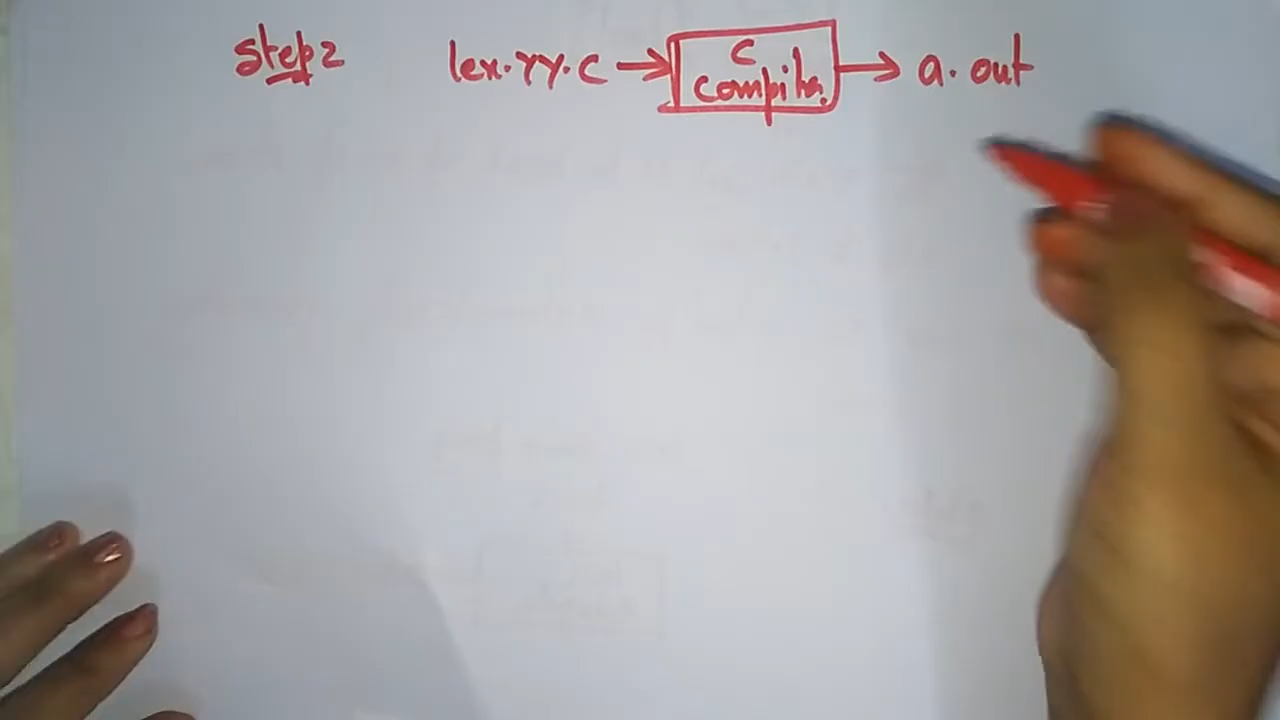 Step 2 lex.yy.c → C compiler → a.out